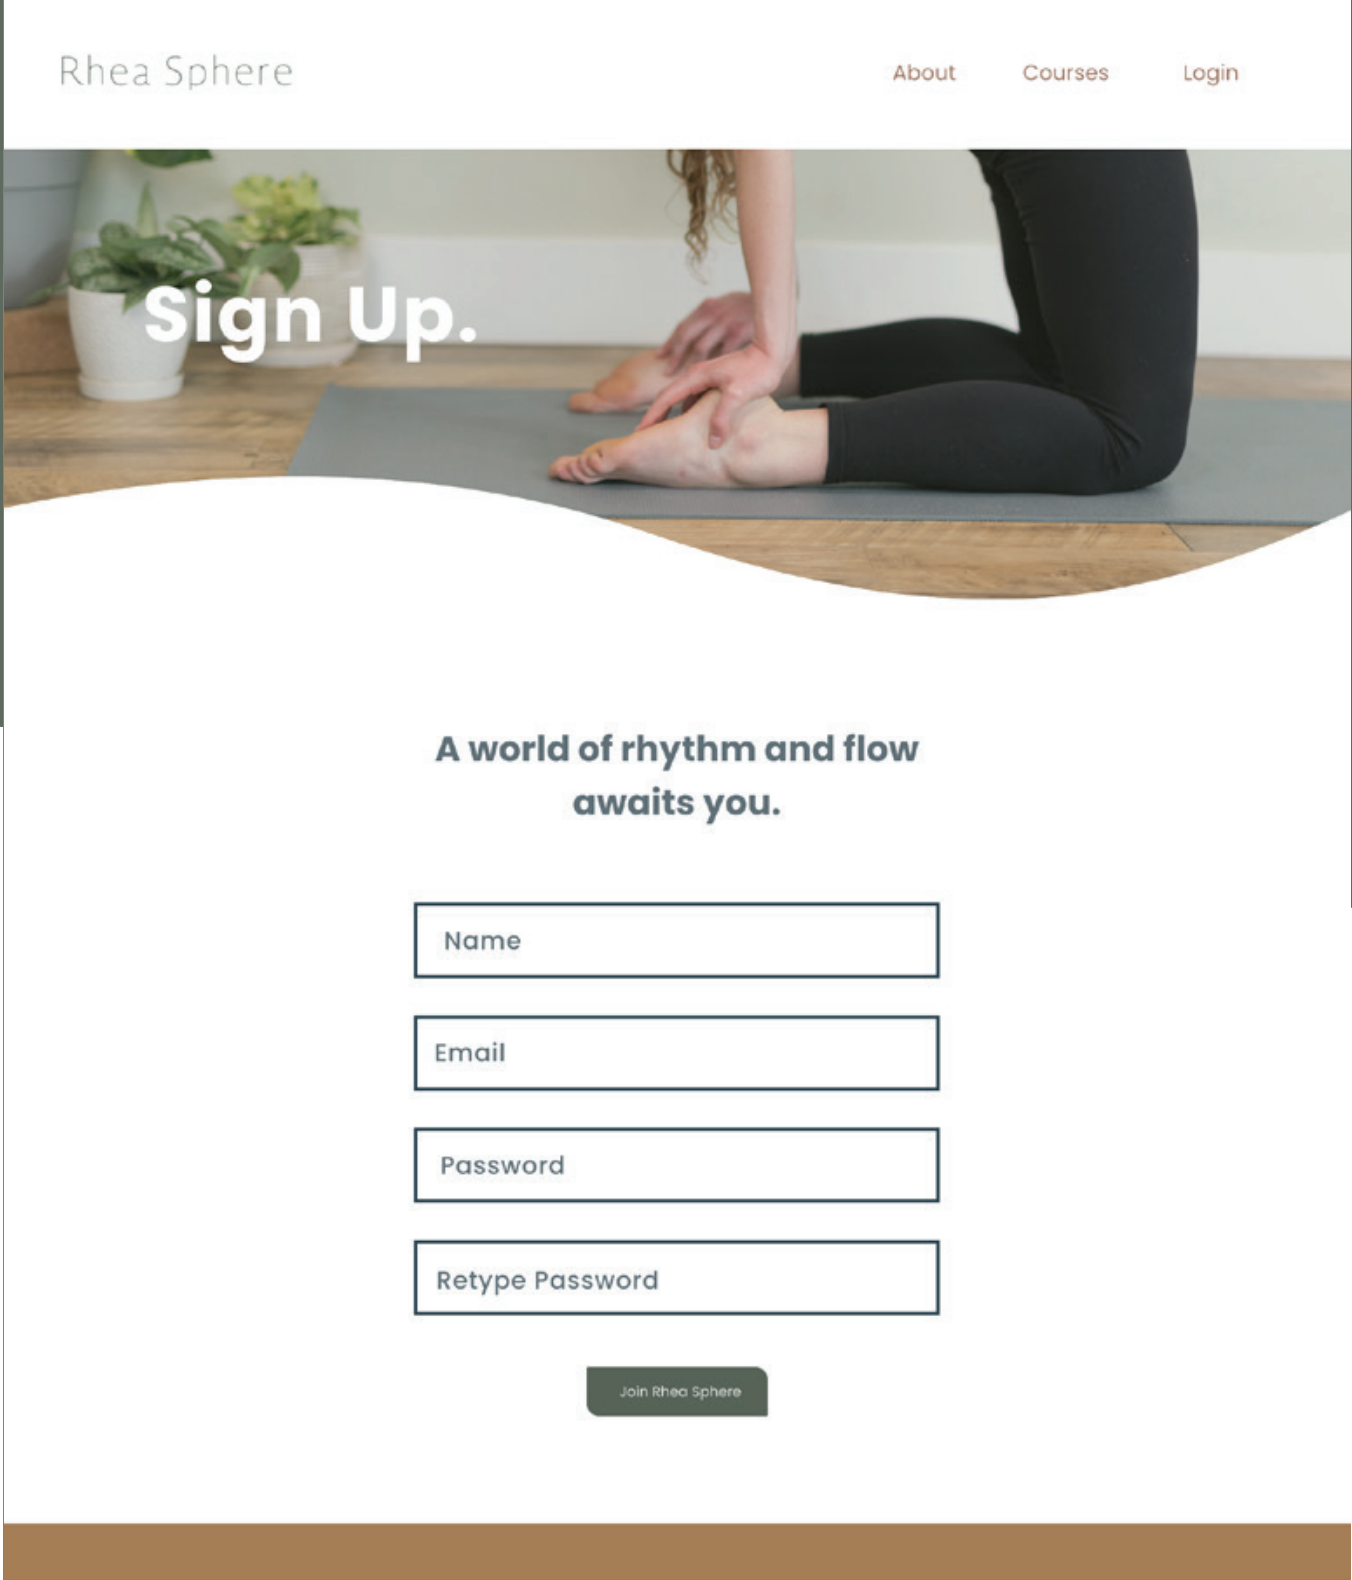 Rhea Sphere
About Courses Login
Sign Up.
A world of rhythm and flow
awaits you.
Name
Email
Password
Retype Password
Join Rhea Sphere